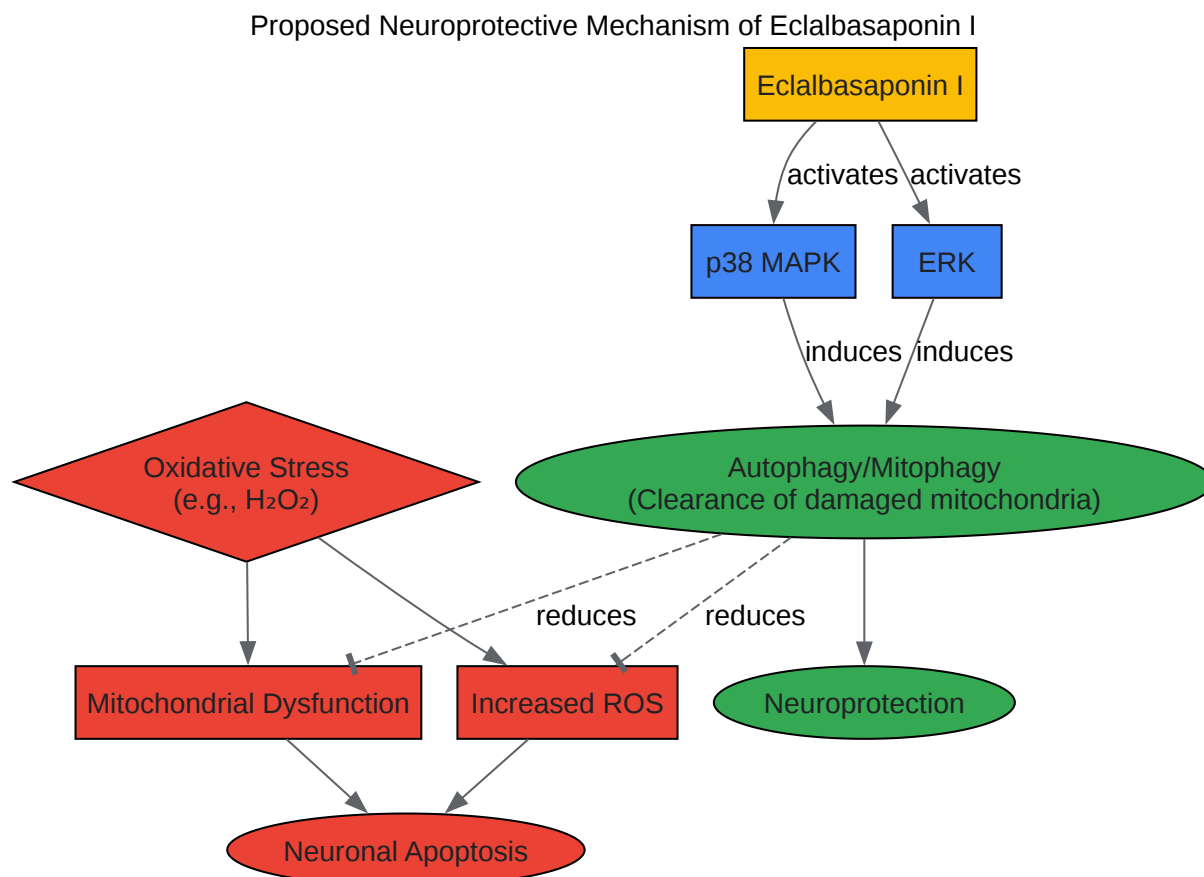 Proposed Neuroprotective Mechanism of Eclalbasaponin I
Eclalbasaponin I
activates
activates
p38 MAPK
ERK
induces
induces
Oxidative Stress
(e.g., H₂O₂)
Autophagy/Mitophagy
(Clearance of damaged mitochondria)
reduces
reduces
Mitochondrial Dysfunction
Increased ROS
Neuroprotection
Neuronal Apoptosis